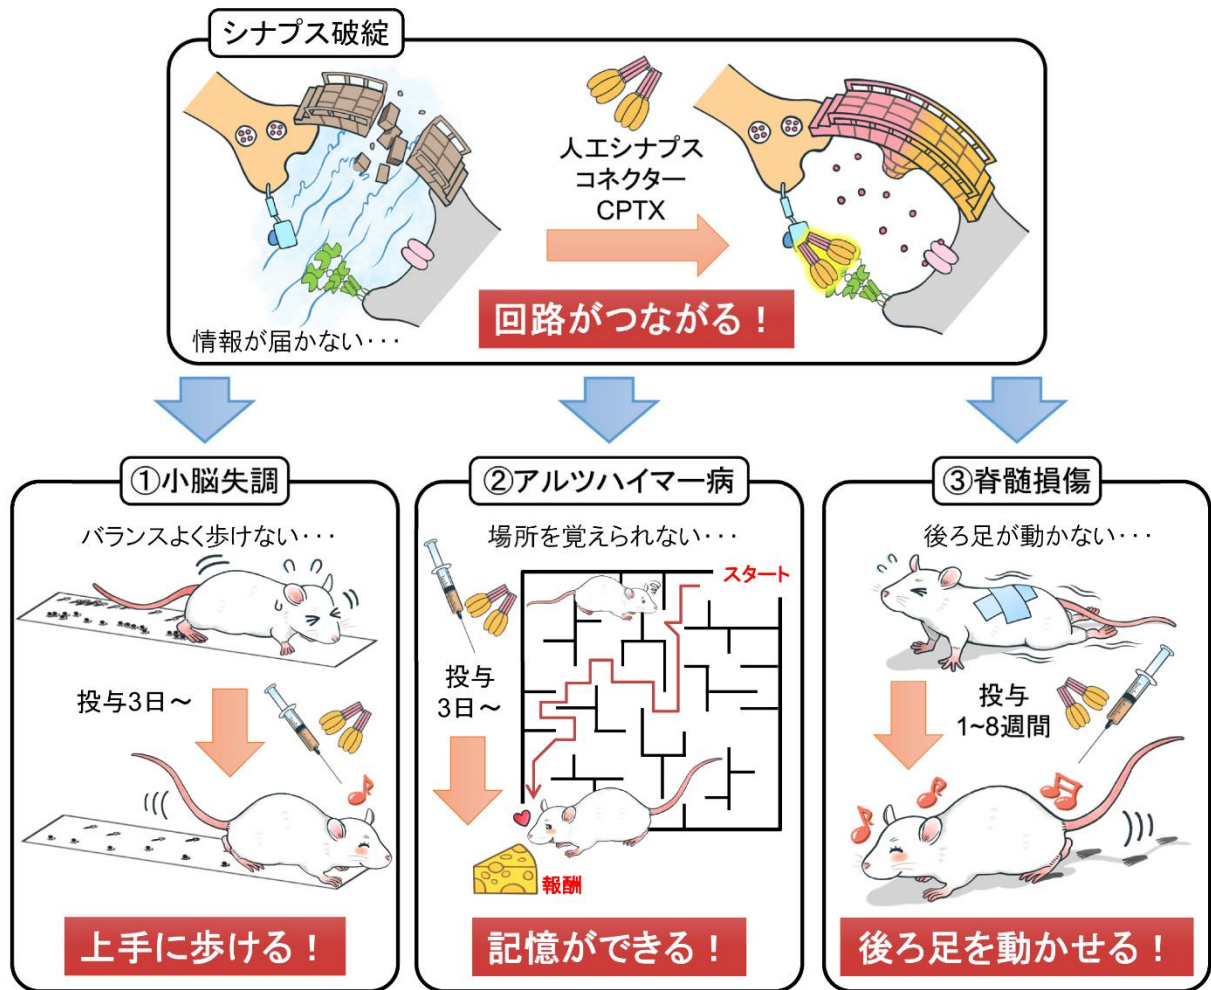 シナプス破綻
人工シナプス
コネクター
CPTX
回路がつながる！
情報が届かない・・・
①小脳失調
バランスよく歩けない・・・
投与3日～
上手に歩ける！
②アルツハイマー病
場所を覚えられない・・・
スタート
投与
3日～
報酬
記憶ができる！
③脊髄損傷
後ろ足が動かない・・・
投与
1~8週間
後ろ足を動かせる！